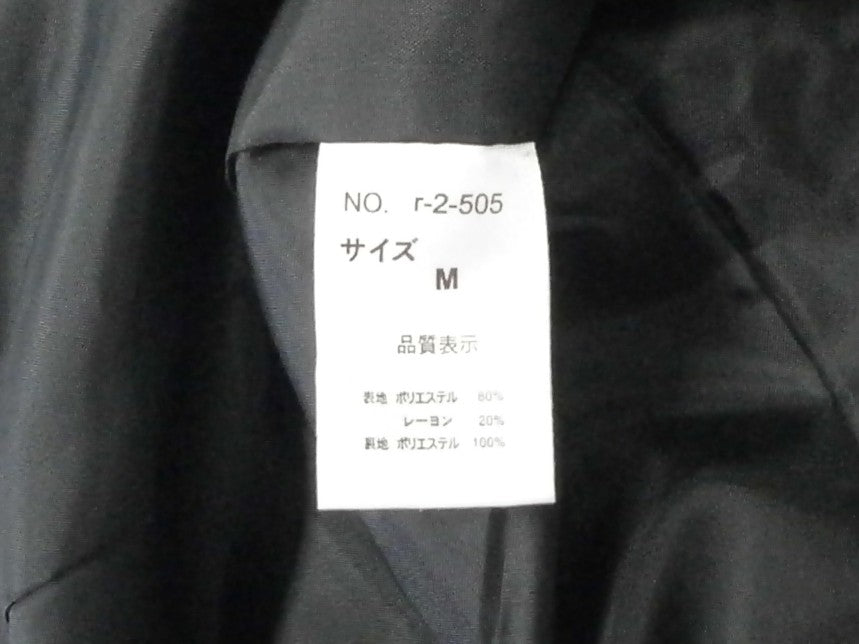 NO. r-2-505
サイズ
M
品質表示
表地 ポリエステル 80%
レーヨン 20%
裏地 ポリエステル 100%